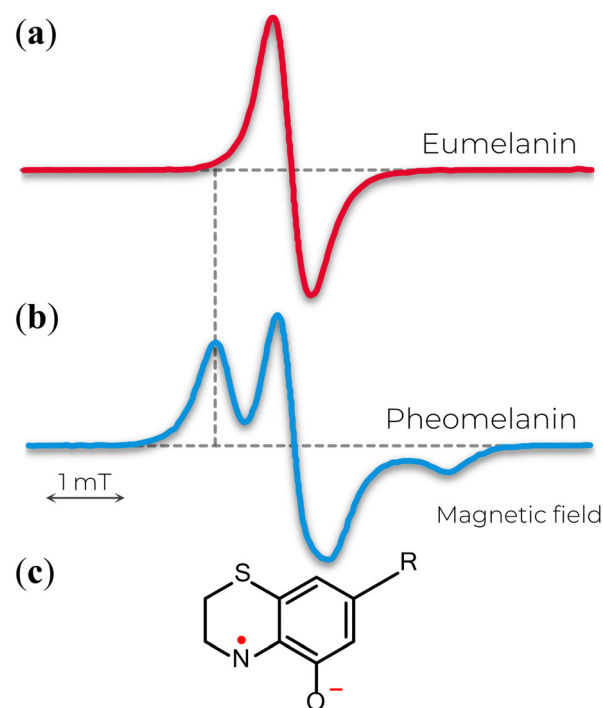 (a)
Eumelanin
(b)
Pheomelanin
1 mT
Magnetic field
(c)
S
R
N
O
–